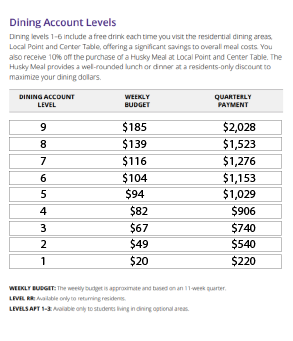 Dining Account Levels
Dining levels 1–6 include a free drink each time you visit the residential dining areas,
Local Point and Center Table, offering a significant savings to overall meal costs. You
also receive 10% off the purchase of a Husky Meal at Local Point and Center Table. The
Husky Meal provides a well-rounded lunch or dinner at a residents-only discount to
maximize your dining dollars.
DINING ACCOUNT LEVEL WEEKLY BUDGET QUARTERLY PAYMENT
9 $185 $2,028
8 $139 $1,523
7 $116 $1,276
6 $104 $1,153
5 $94 $1,029
4 $82 $906
3 $67 $740
2 $49 $540
1 $20 $220
WEEKLY BUDGET: The weekly budget is approximate and based on an 11-week quarter.
LEVEL RR: Available only to returning residents.
LEVELS APT 1–3: Available only to students living in dining optional areas.